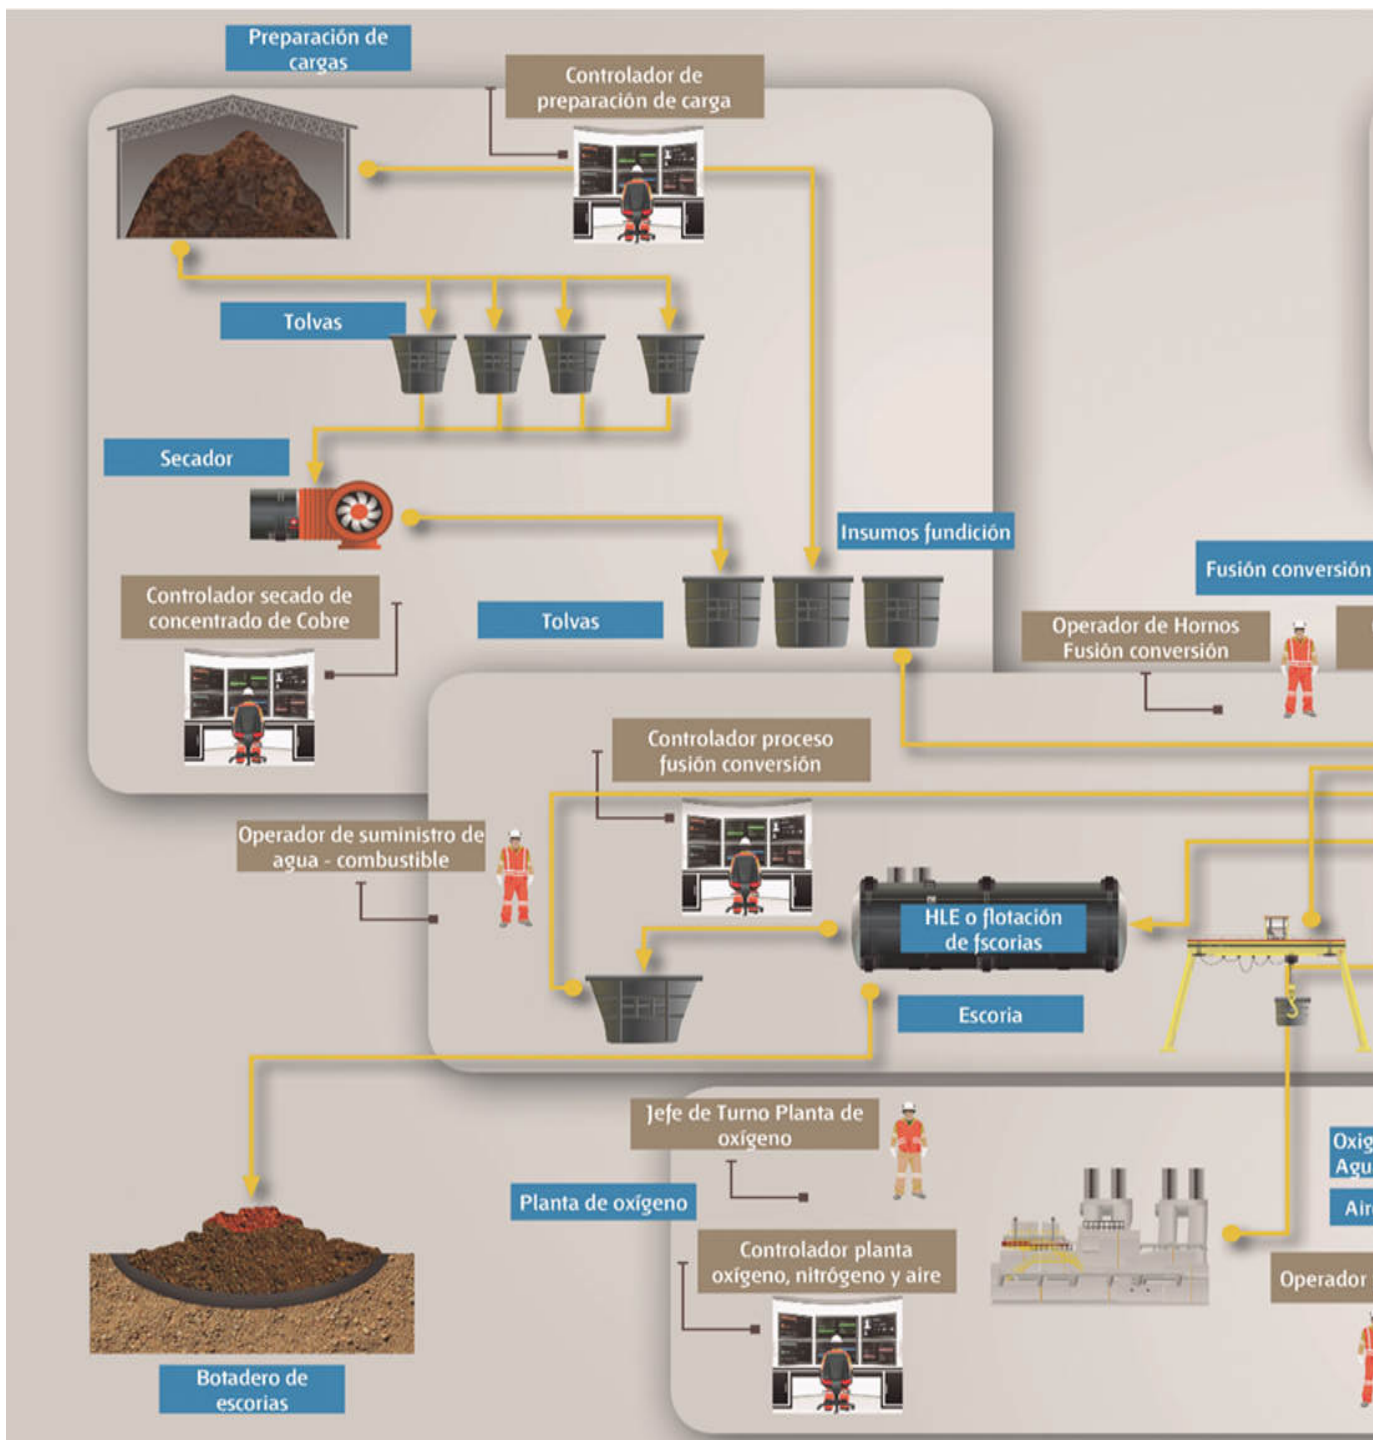 Preparación de
cargas
Controlador de
preparación de carga
Tolvas
Secador
Insumos fundición
Controlador secado de
concentrado de Cobre
Tolvas
Fusión conversión
Operador de Hornos
Fusión conversión
Controlador proceso
fusión conversión
Operador de suministro de
agua - combustible
HLE o flotación
de fscorias
Escoria
Jefe de Turno Planta de
oxígeno
Planta de oxígeno
Oxíg
Agu
Aire
Controlador planta
oxígeno, nitrógeno y aire
Operador
Botadero de
escorias